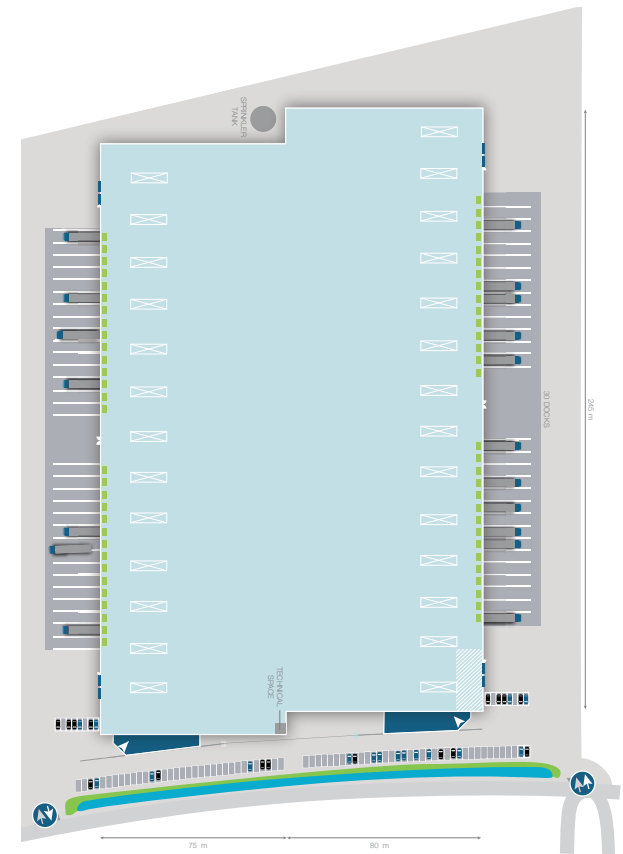 SPRINKLER
TANK
30 DOCKS
245 m
TECHNICAL
SPACE
75 m
80 m